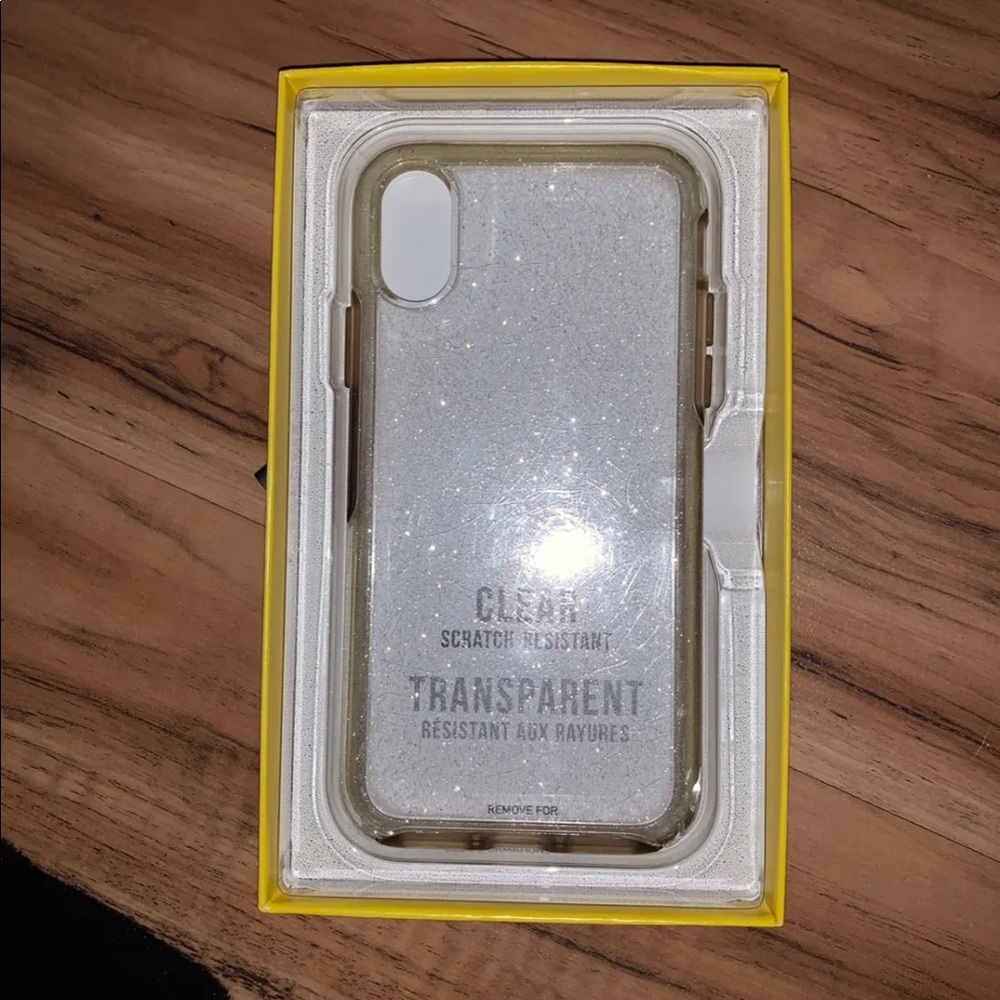 CLEAR
SCRATCH-RESISTANT
TRANSPARENT
RÉSISTANT AUX RAYURES
REMOVE FOR